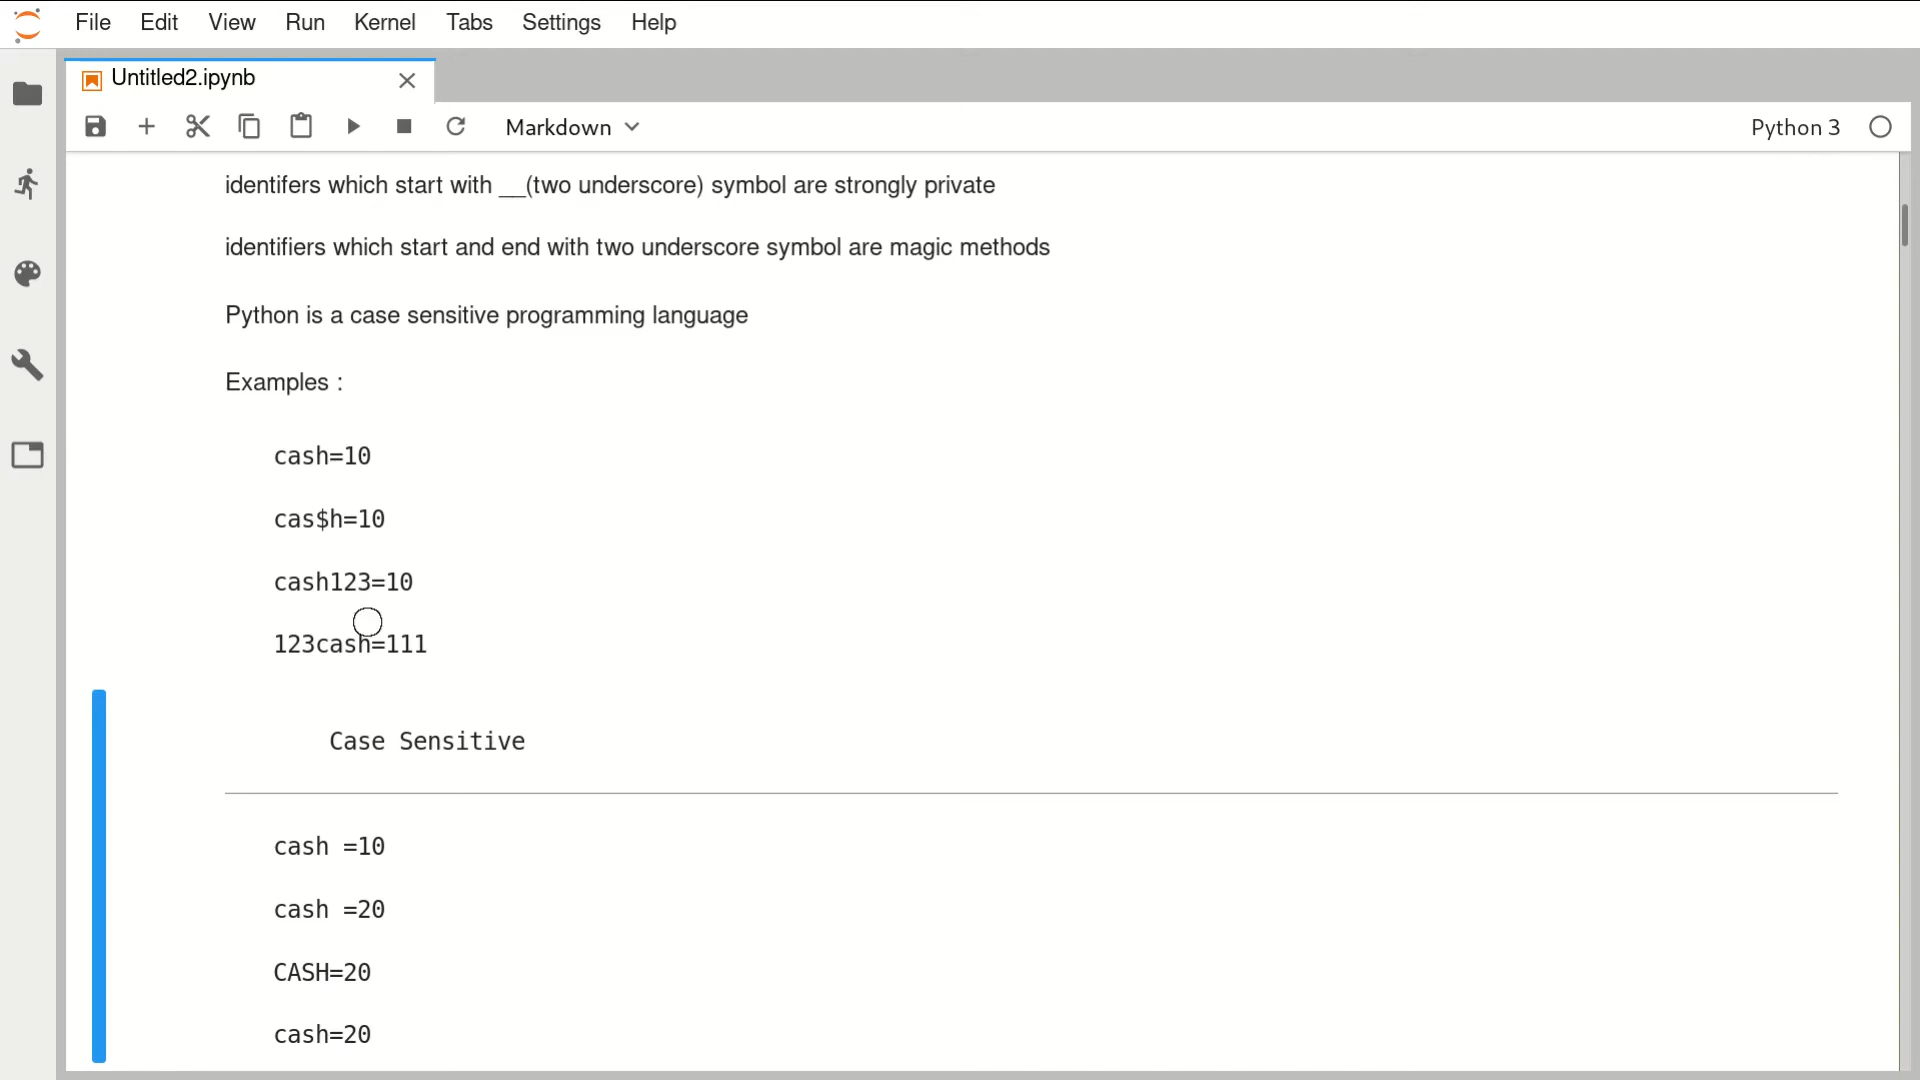 File Edit View Run Kernel Tabs Settings Help
Untitled2.ipynb
Markdown Python 3
identifers which start with __(two underscore) symbol are strongly private
identifiers which start and end with two underscore symbol are magic methods
Python is a case sensitive programming language
Examples :
cash=10
cas$h=10
cash123=10
123cash=111
Case Sensitive
cash =10
cash =20
CASH=20
cash=20